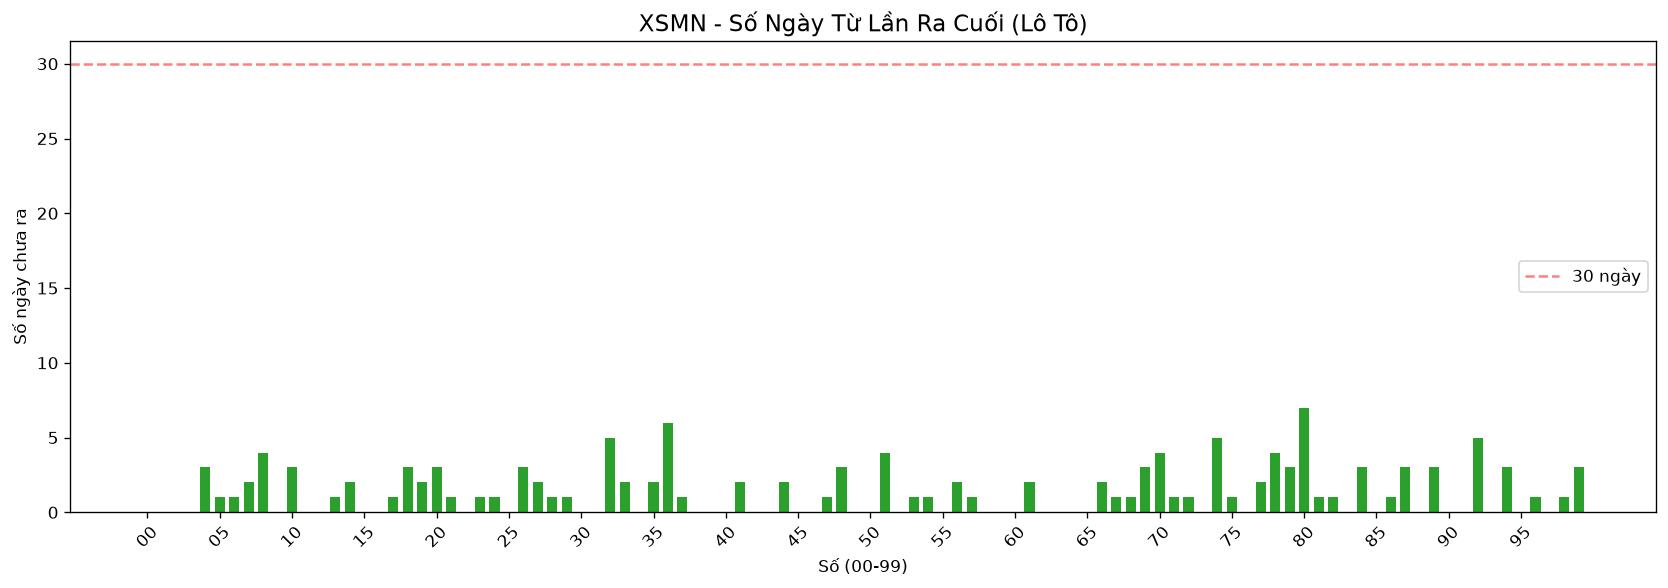 XSMN - Số Ngày Từ Lần Ra Cuối (Lô Tô)
Số ngày chưa ra
30
25
20
15
10
5
0
30 ngày
00 05 10 15 20 25 30 35 40 45 50 55 60 65 70 75 80 85 90 95
Số (00-99)